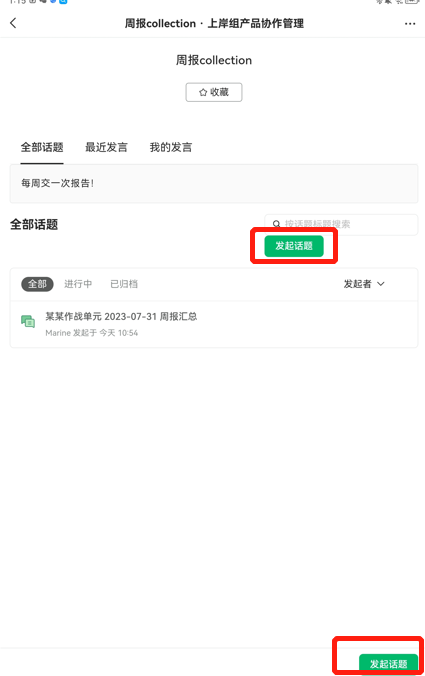 周报collection · 上岸组产品协作管理
周报collection
收藏
全部话题 最近发言 我的发言
每周交一次报告!
全部话题
按话题标题搜索
发起话题
全部 进行中 已归档 发起者
某某作战单元 2023-07-31 周报汇总
Marine 发起于 今天 10:54
发起话题